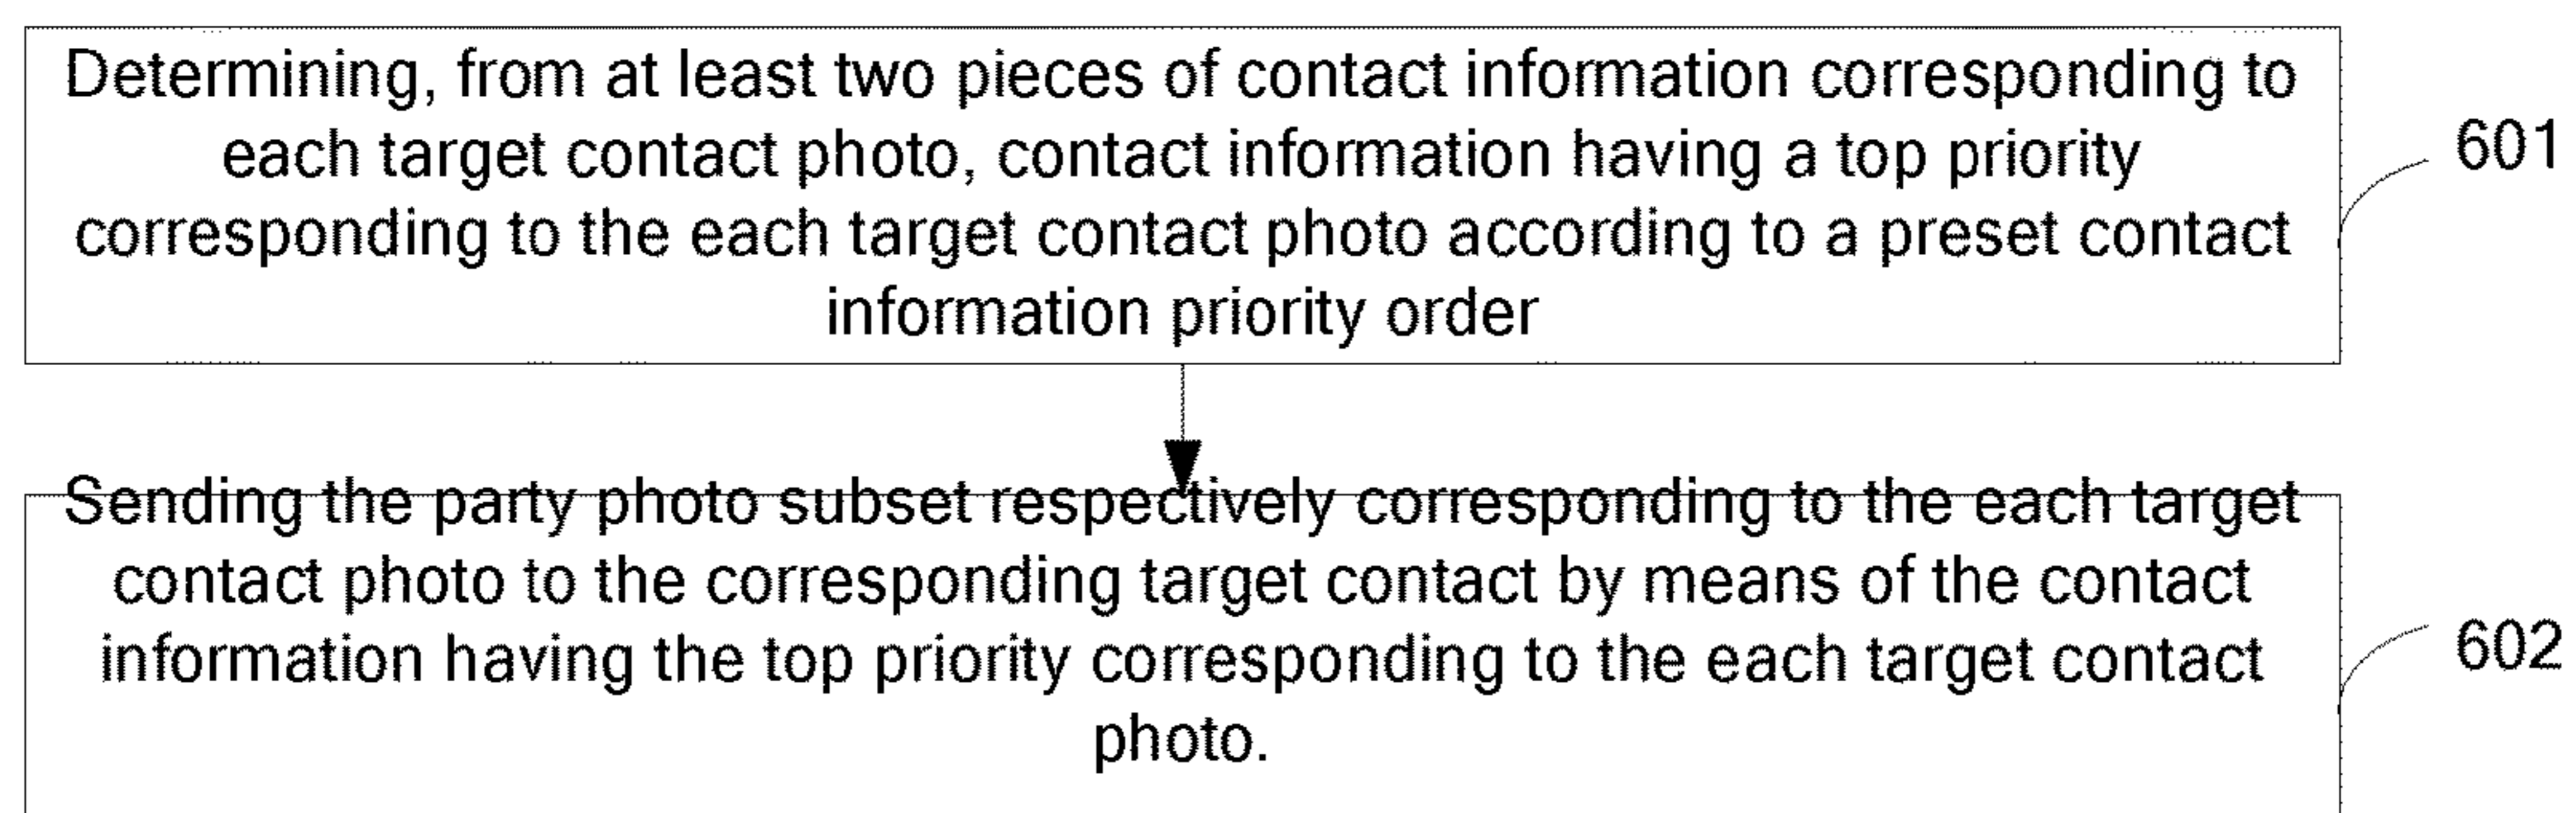 Determining, from at least two pieces of contact information corresponding to
each target contact photo, contact information having a top priority
corresponding to the each target contact photo according to a preset contact
information priority order
601
Sending the party photo subset respectively corresponding to the each target
contact photo to the corresponding target contact by means of the contact
information having the top priority corresponding to the each target contact
photo.
602